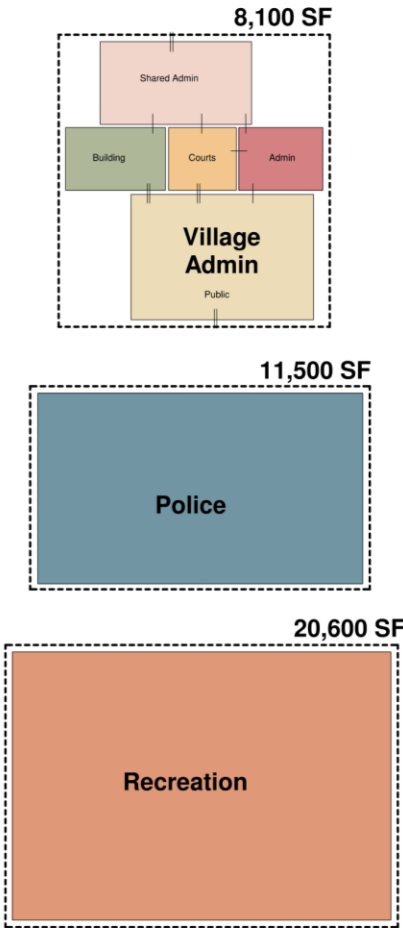 8,100 SF
Shared Admin
Building
Courts
Admin
Village
Admin
Public
11,500 SF
Police
20,600 SF
Recreation